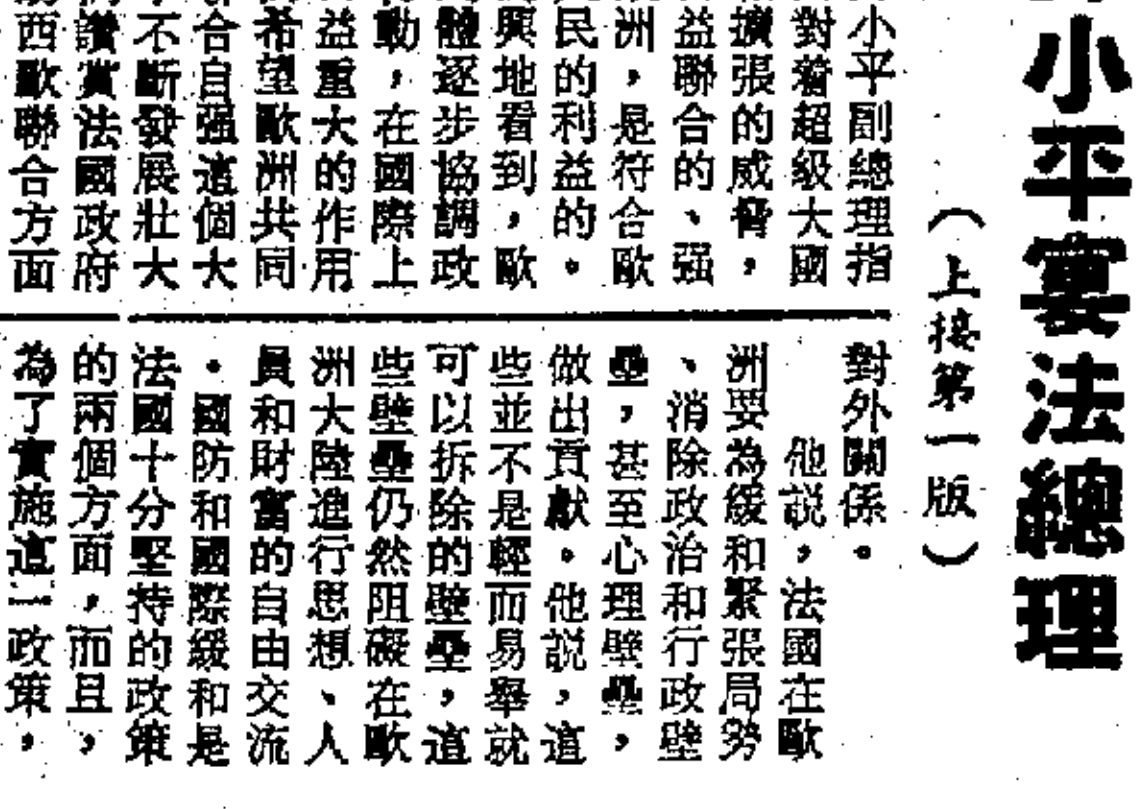 小平宴法總理
（上接第一版）
小平副總理指
對着超級大國
擴張的威脅，
益聯合的、强
洲，是符合歐
民的利益的。
興地看到，歐
體逐步協調政
動，在國際上
益重大的作用
希望歐洲共同
合自强這個大
不斷發展壯大
讚賞法國政府
西歐聯合方面
對外關係。
他説，法國在歐
洲要為緩和緊張局勢
、消除政治和行政壁
壘，甚至心理壁壘，
做出貢獻。他説，這
些並不是輕而易舉就
可以拆除的壁壘，這
些壁壘仍然阻礙在歐
洲大陸進行思想、人
員和財富的自由交流
。國防和國際緩和是
法國十分堅持的政策
的兩個方面，而且，
為了實施這一政策，